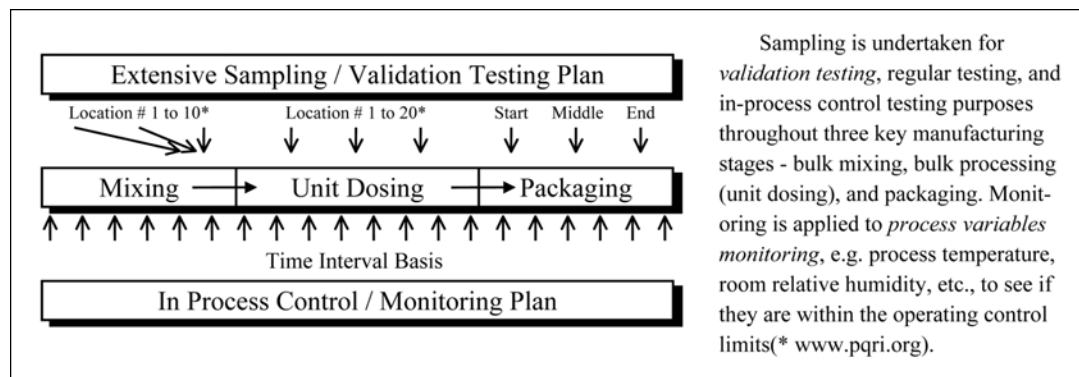 Extensive Sampling / Validation Testing Plan
Location # 1 to 10*
Location # 1 to 20*
Start
Middle
End
Mixing
Unit Dosing
Packaging
Time Interval Basis
In Process Control / Monitoring Plan
Sampling is undertaken for
validation testing, regular testing, and
in-process control testing purposes
throughout three key manufacturing
stages - bulk mixing, bulk processing
(unit dosing), and packaging. Monit-
oring is applied to process variables
monitoring, e.g. process temperature,
room relative humidity, etc., to see if
they are within the operating control
limits(* www.pqri.org).